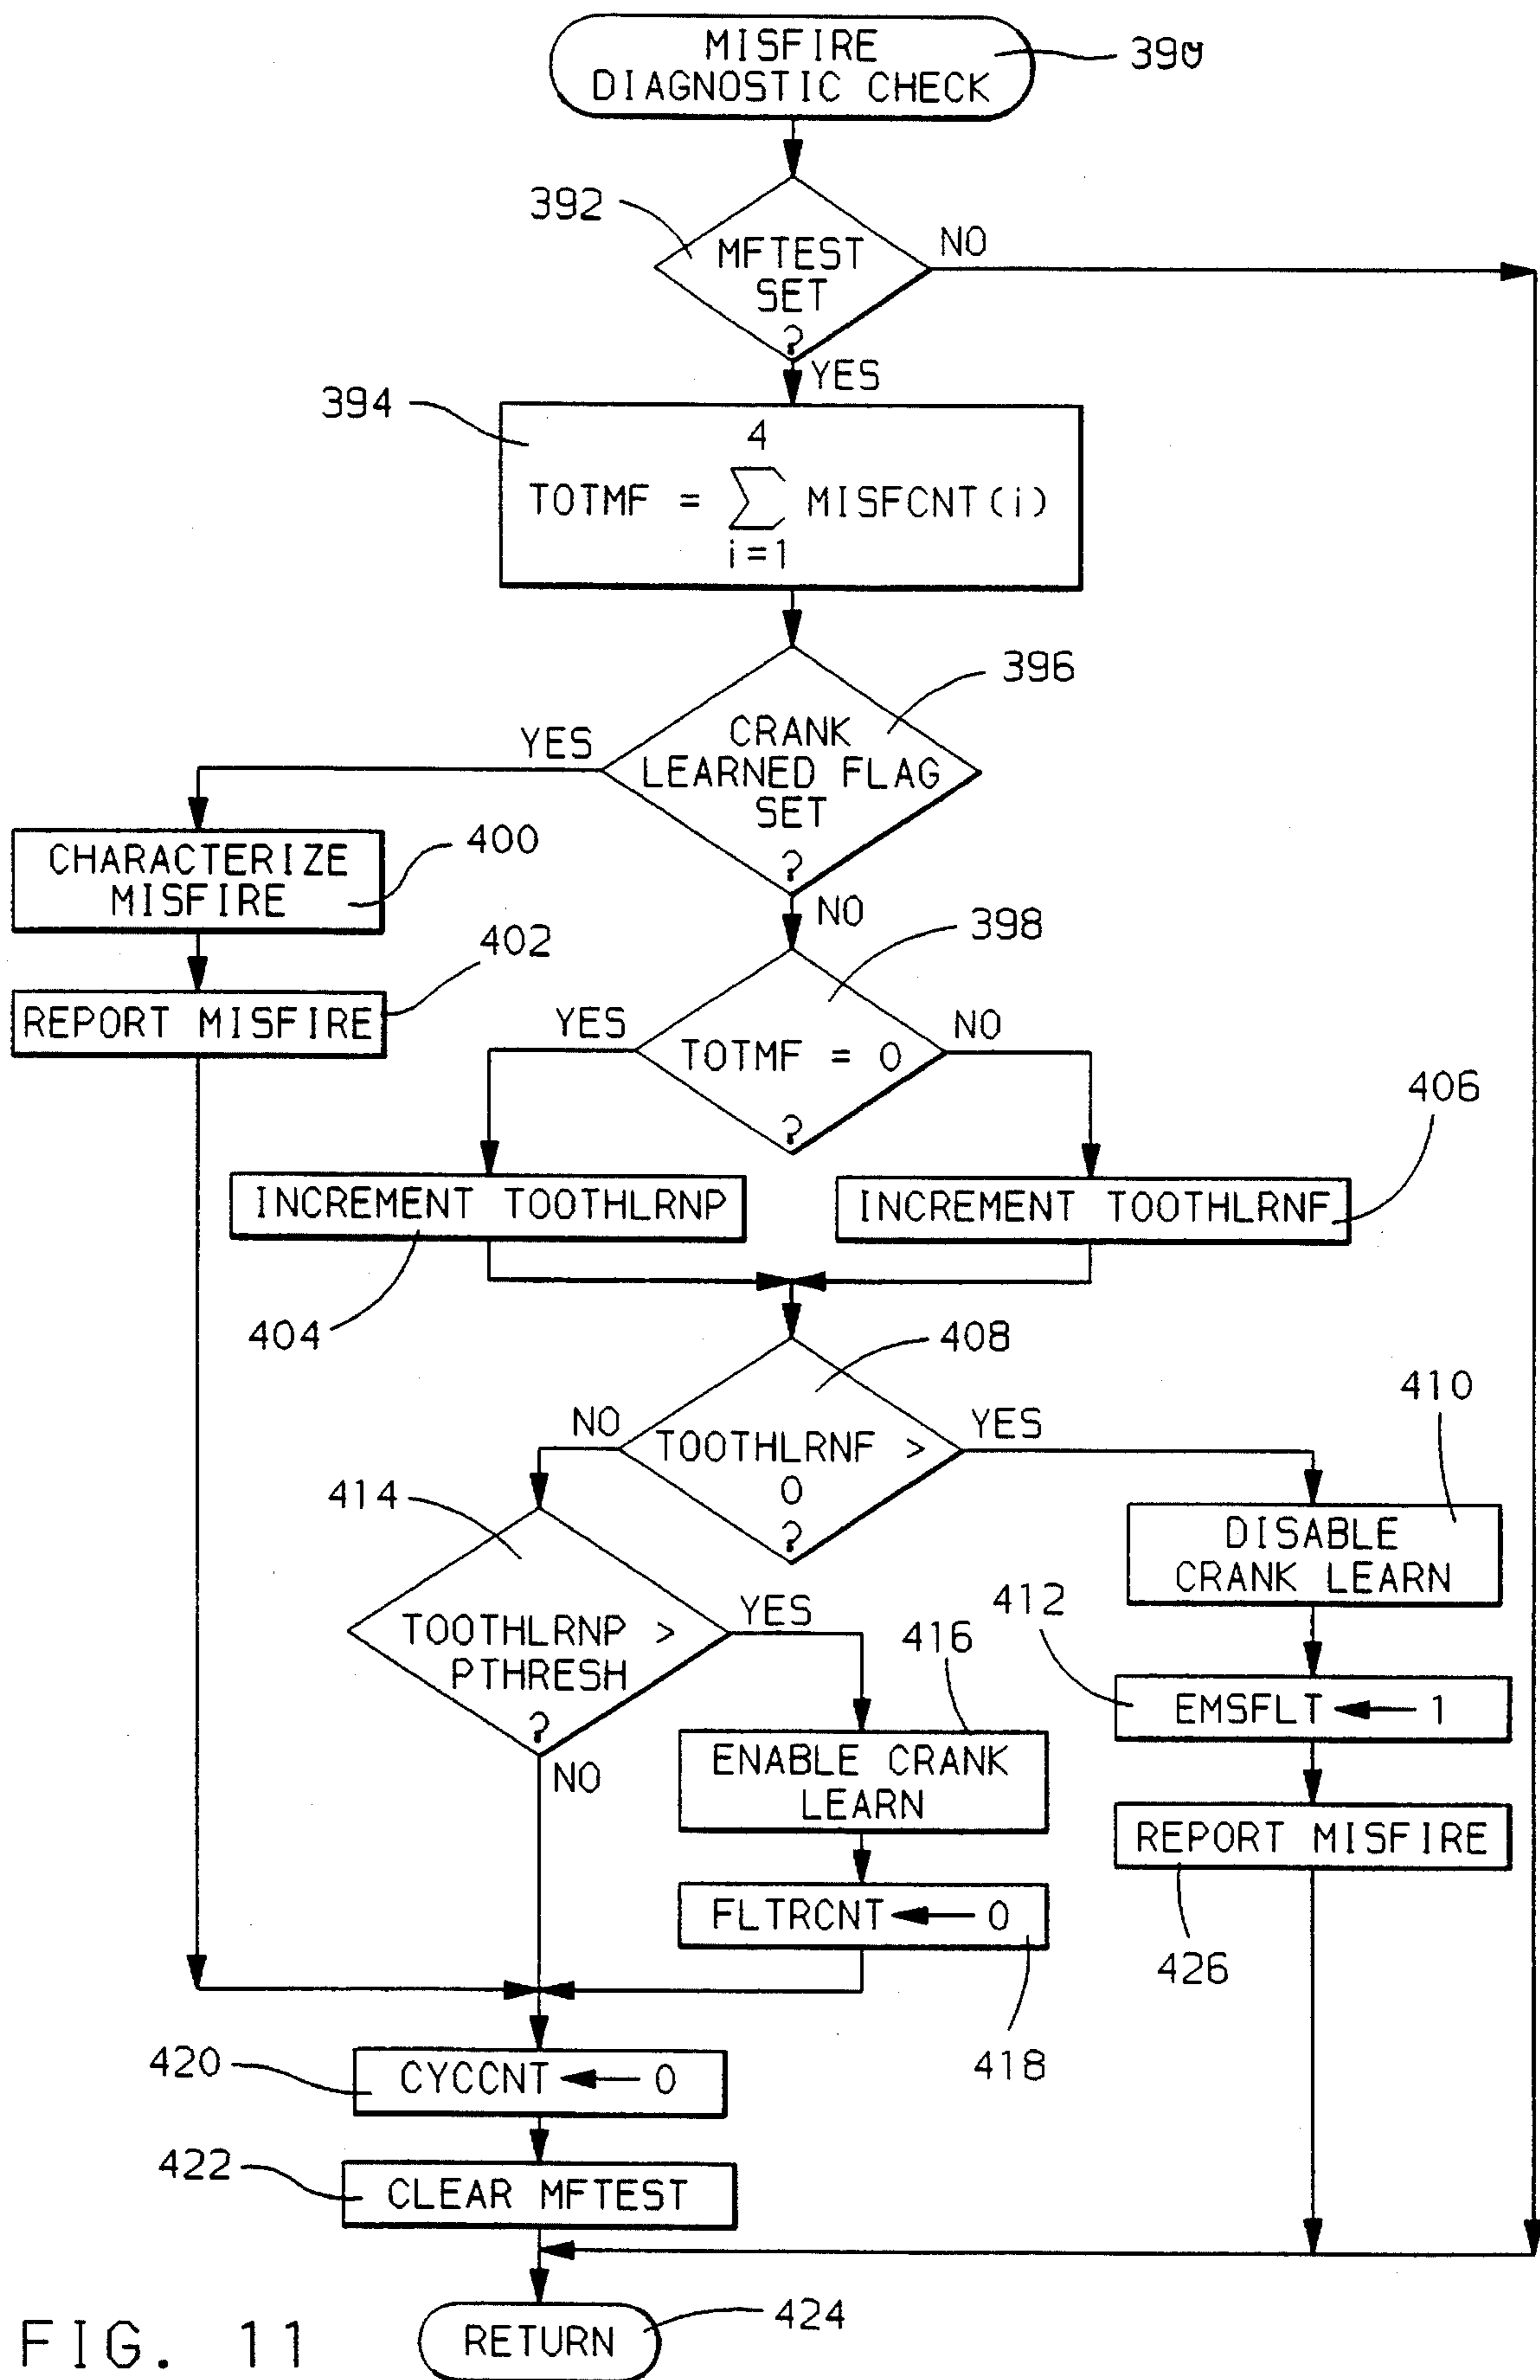 MISFIRE
DIAGNOSTIC CHECK
390
392
MFTEST
SET
?
NO
YES
394
4
TOTMF = ∑ MISFCNT(i)
i=1
396
CRANK
LEARNED FLAG
SET
?
YES
NO
CHARACTERIZE
MISFIRE
400
402
REPORT MISFIRE
398
YES
TOTMF = 0
?
NO
406
INCREMENT TOOTHLRNP
INCREMENT TOOTHLRNF
404
408
NO
TOOTHLRNF >
0
?
YES
410
414
DISABLE
CRANK LEARN
TOOTHLRNP >
PTHRESH
?
YES
NO
412
416
EMSFLT ← 1
ENABLE CRANK
LEARN
REPORT MISFIRE
FLTRCNT ← 0
426
418
420
CYCCNT ← 0
422
CLEAR MFTEST
424
RETURN
FIG. 11